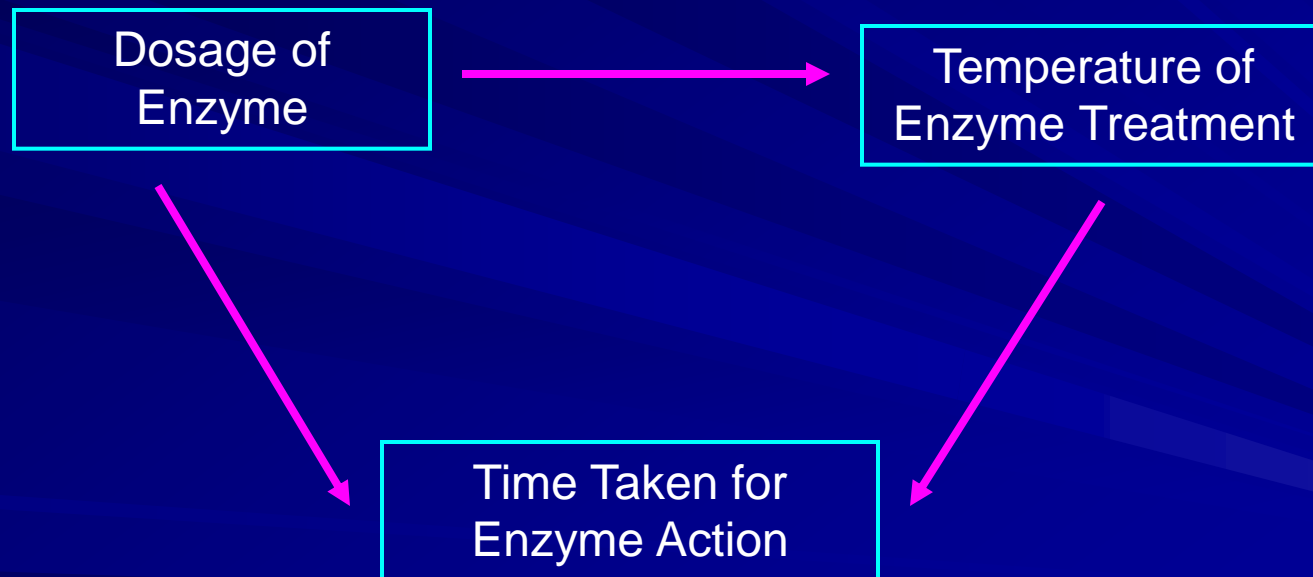 Dosage of
Enzyme
Temperature of
Enzyme Treatment
Time Taken for
Enzyme Action